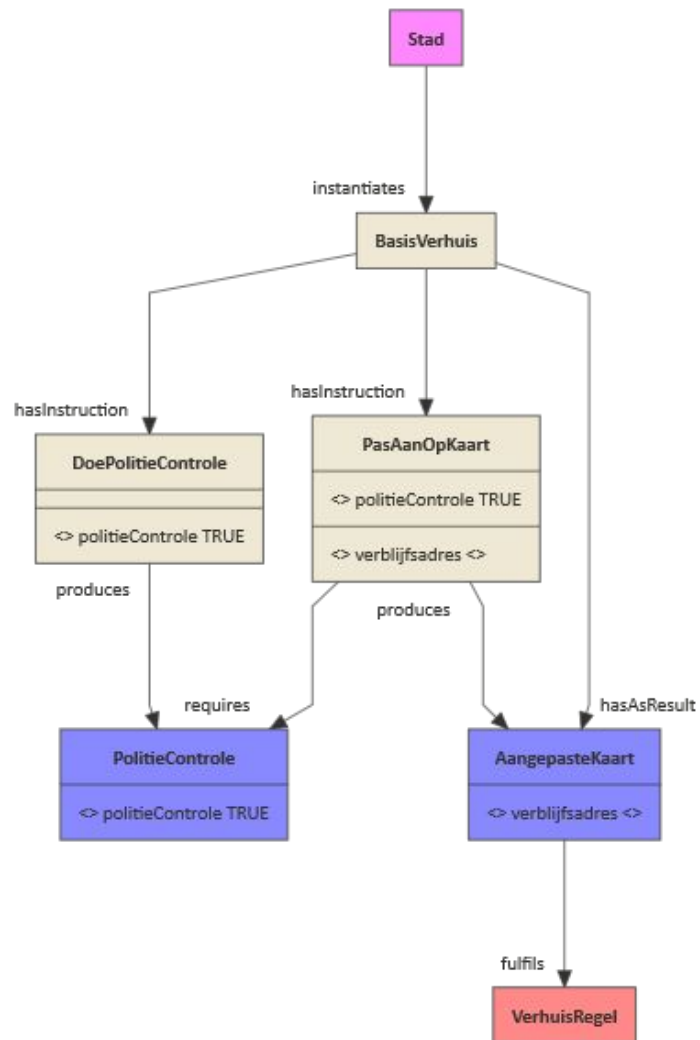 Stad
instantiates
BasisVerhuis
hasInstruction
hasInstruction
DoePolitieControle
<> politieControle TRUE
PasAanOpKaart
<> politieControle TRUE
<> verblijfsadres <>
produces
produces
requires
hasAsResult
PolitieControle
<> politieControle TRUE
AangepasteKaart
<> verblijfsadres <>
fulfils
VerhuisRegel